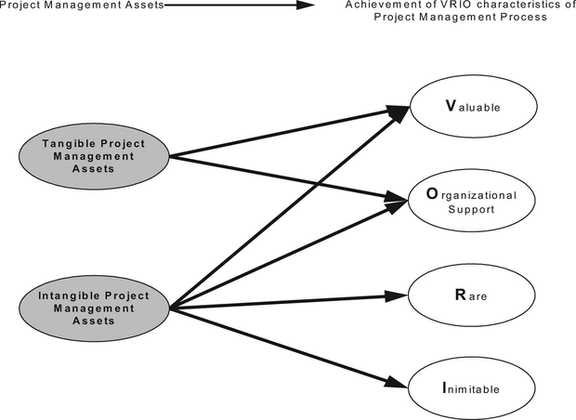 Project Management Assets
Achievement of VRIO characteristics of
Project Management Process
Valuable
Tangible Project
Management
Assets
Organizational
Support
Intangible Project
Management
Assets
Rare
Inimitable